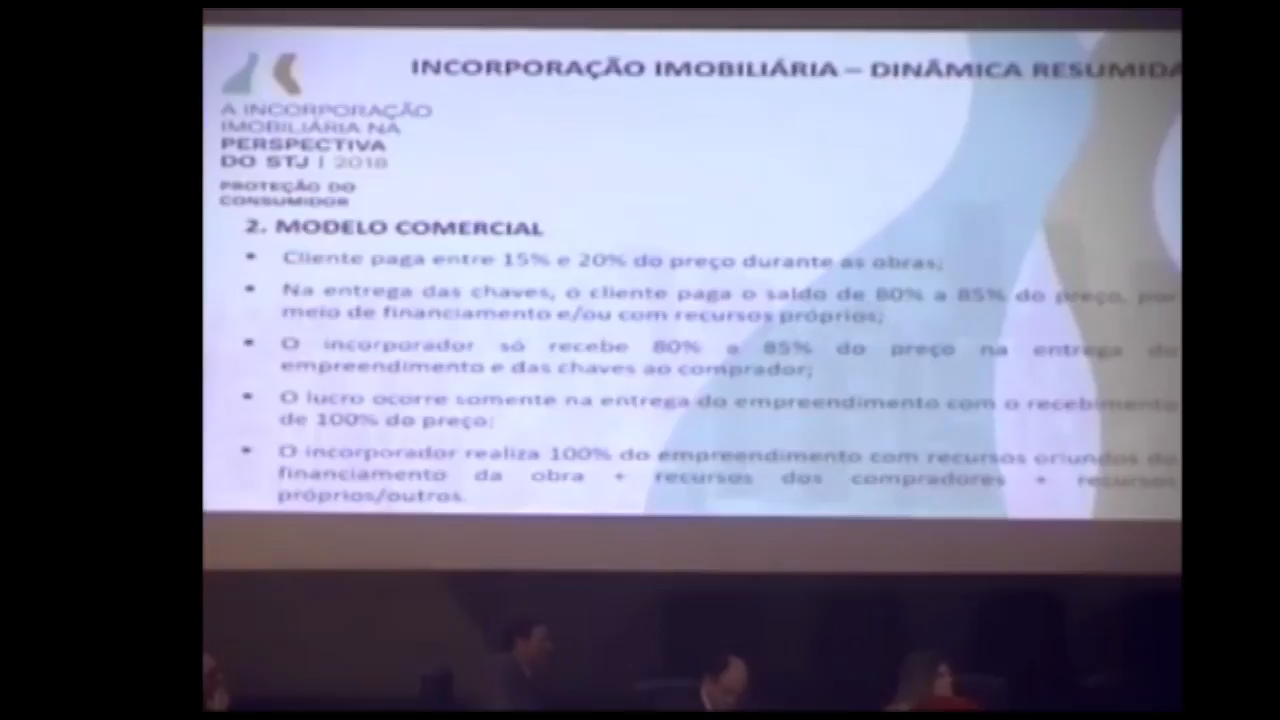 INCORPORAÇÃO IMOBILIÁRIA – DINÂMICA RESUMIDA
A INCORPORAÇÃO
IMOBILIÁRIA NA
PERSPECTIVA
DO STJ | 2018
PROTEÇÃO DO
CONSUMIDOR
2. MODELO COMERCIAL
• Cliente paga entre 15% e 20% do preço durante as obras;
• Na entrega das chaves, o cliente paga o saldo de 80% a 85% do preço, por
meio de financiamento e/ou com recursos próprios;
• O incorporador só recebe 80% a 85% do preço na entrega do
empreendimento e das chaves ao comprador;
• O lucro ocorre somente na entrega do empreendimento com o recebimento
de 100% do preço;
• O incorporador realiza 100% do empreendimento com recursos oriundos do
financiamento da obra + recursos dos compradores + recursos
próprios/outros.